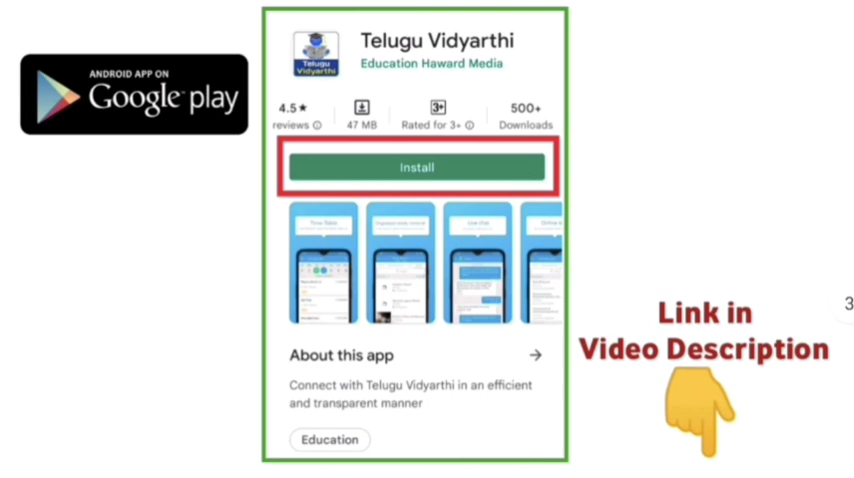 ANDROID APP ON
Google play
Telugu Vidyarthi
Education Haward Media
Telugu
Vidyarthi
4.5★
reviews
47 MB
3+
Rated for 3+
500+
Downloads
Install
Live chat
About this app →
Connect with Telugu Vidyarthi in an efficient
and transparent manner
Education
Link in
Video Description
3